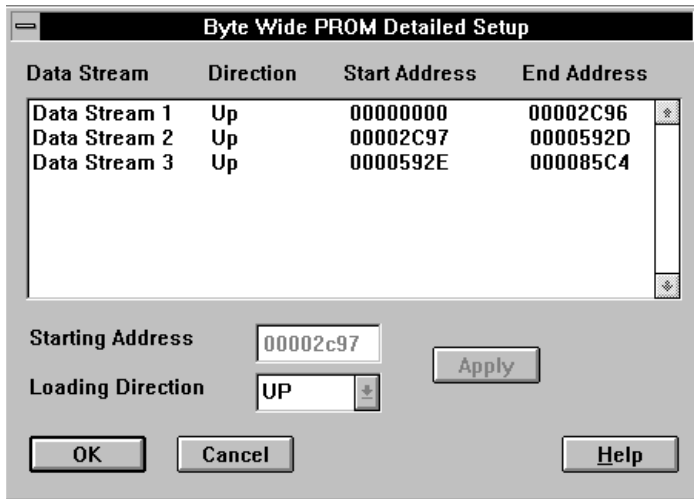 Byte Wide PROM Detailed Setup
Data Stream Direction Start Address End Address
Data Stream 1 Up 00000000 00002C96
Data Stream 2 Up 00002C97 0000592D
Data Stream 3 Up 0000592E 000085C4
Starting Address 00002c97
Apply
Loading Direction UP
OK Cancel Help